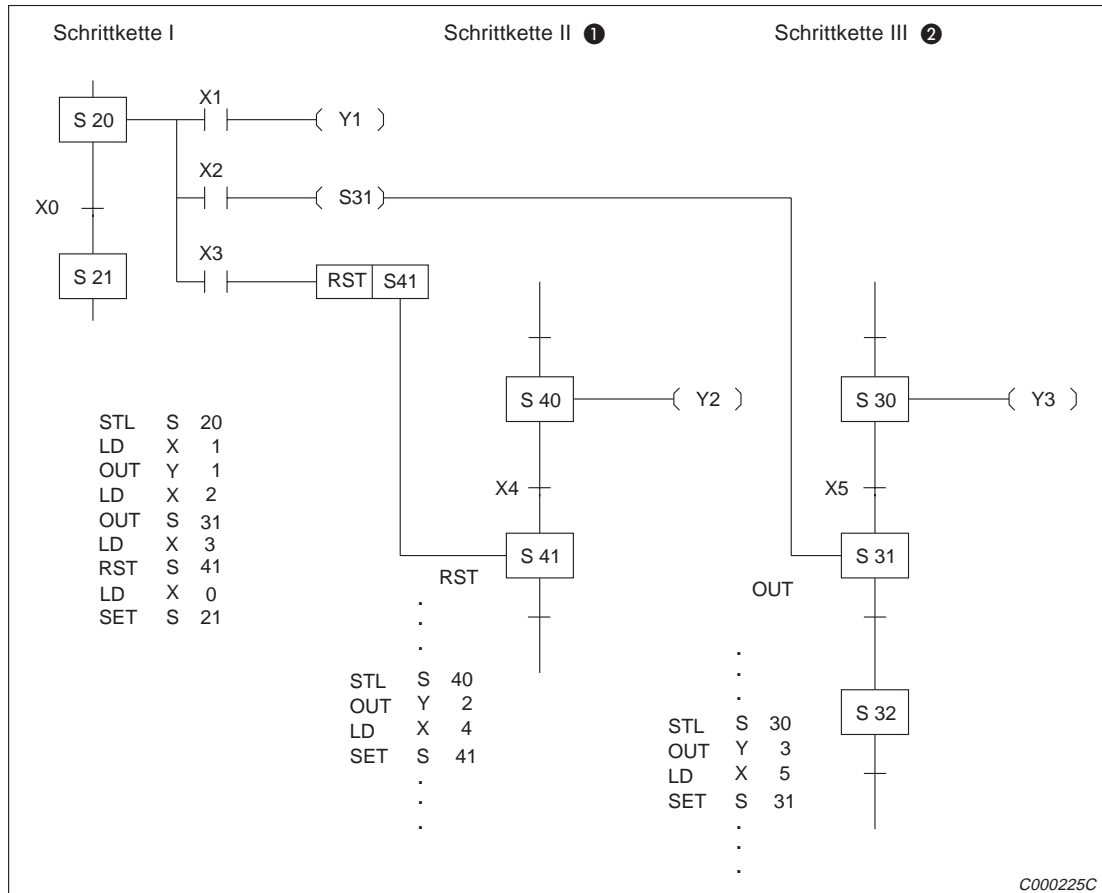 Schrittkette I
Schrittkette II ❶
Schrittkette III ❷
S 20
X1
Y1
X2
S31
X0
S 21
X3
RST S41
S 40
Y2
S 30
Y3
X4
X5
S 41
RST
S 31
OUT
S 32
STL S 20
LD X 1
OUT Y 1
LD X 2
OUT S 31
LD X 3
RST S 41
LD X 0
SET S 21
STL S 40
OUT Y 2
LD X 4
SET S 41
STL S 30
OUT Y 3
LD X 5
SET S 31
C000225C